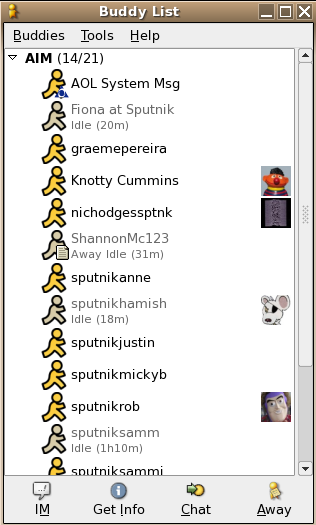 Buddy List
Buddies Tools Help
AIM (14/21)
AOL System Msg
Fiona at Sputnik
Idle (20m)
graemepereira
Knotty Cummins
nichodgessptnk
ShannonMc123
Away Idle (31m)
sputnikanne
sputnikhamish
Idle (18m)
sputnikjustin
sputnikmickyb
sputnikrob
sputniksamm
Idle (1h10m)
sputniksammi
IM Get Info Chat Away